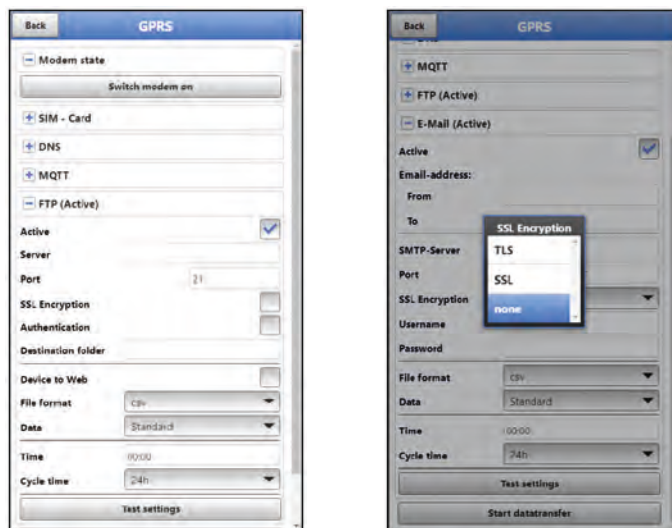 Back GPRS
Modem state
Switch modem on
SIM - Card
DNS
MQTT
FTP (Active)
Active
Server
Port 21
SSL Encryption
Authentication
Destination folder
Device to Web
File format csv
Data Standard
Time 00:00
Cycle time 24h
Test settings
Back GPRS
MQTT
FTP (Active)
E-Mail (Active)
Active
Email-address:
From
To
SSL Encryption
TLS
SSL
none
SMTP-Server
Port
SSL Encryption
Username
Password
File format csv
Data Standard
Time 00:00
Cycle time 24h
Test settings
Start datatransfer